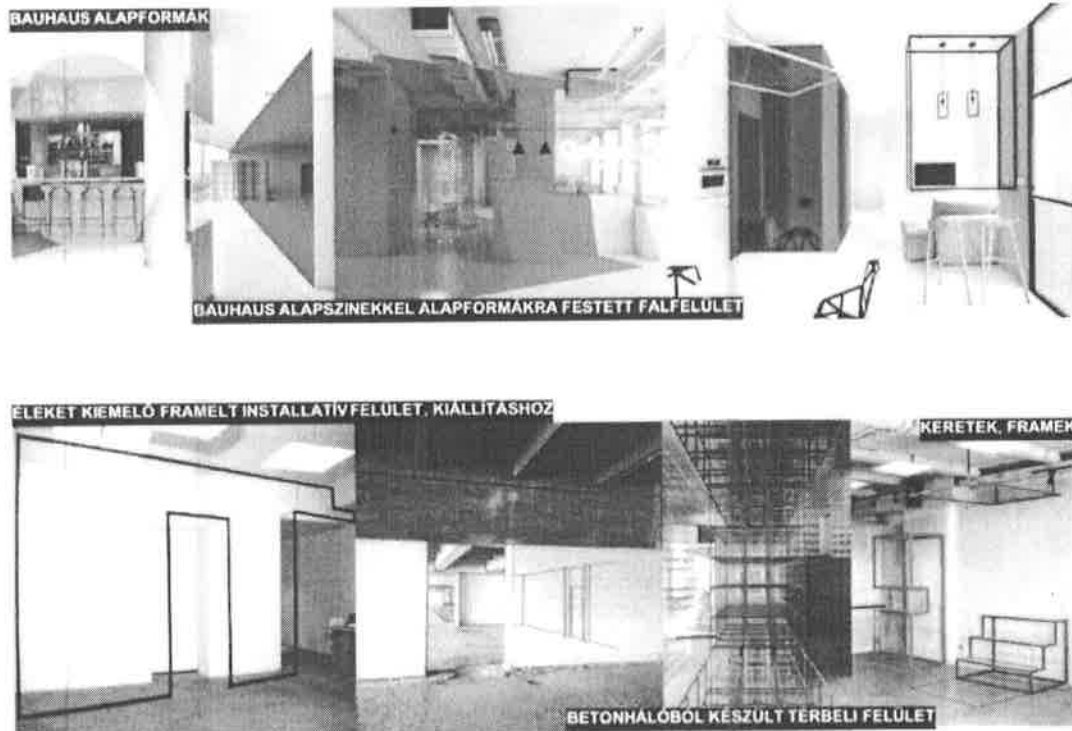 BAUHAUS ALAPFORMÁK
BAUHAUS ALAPSZÍNEKKEL ALAPFORMÁKRA FESTETT FALFELÜLET
ÉLEKET KIEMELŐ FRAMELT INSTALLATÍV FELÜLET, KIÁLLÍTÁSHOZ
KERETEK, FRAMEK
BETONHÁLÓBÓL KÉSZÜLT TÉRBELI FELÜLET